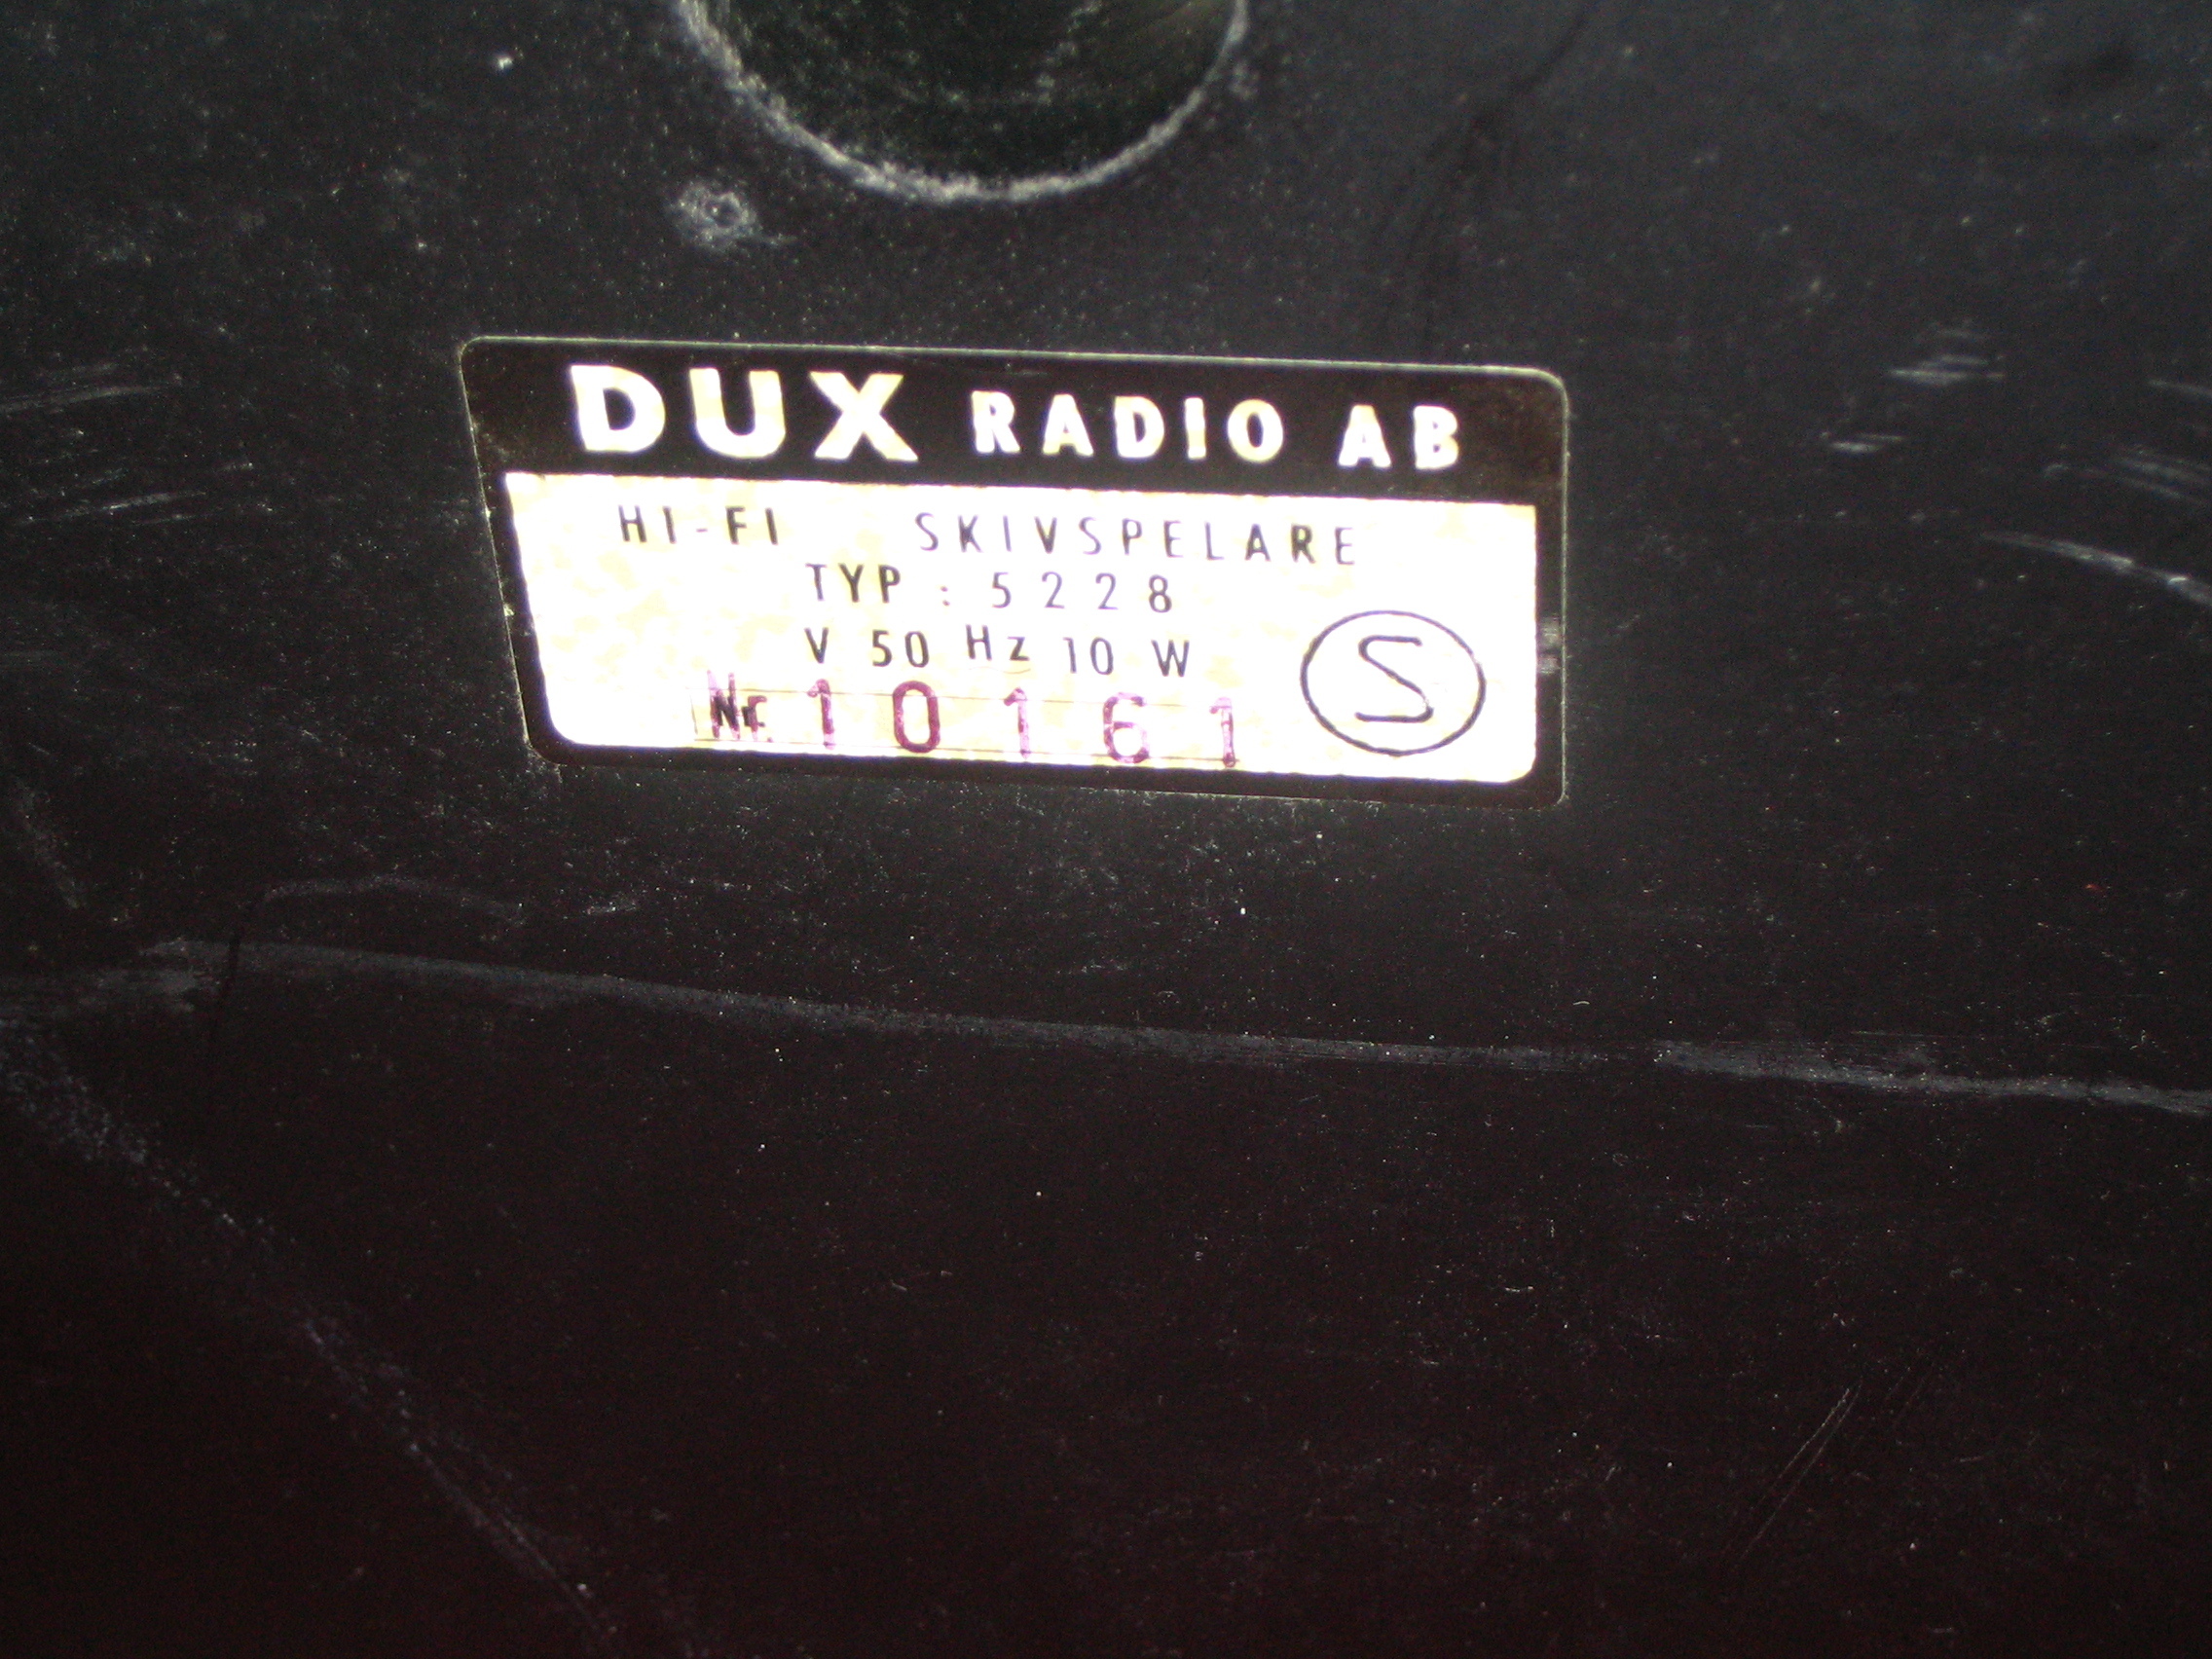 DUX RADIO AB
HI-FI SKIVSPELARE
TYP : 5228
V 50 Hz 10 W
Nr. 10161
S